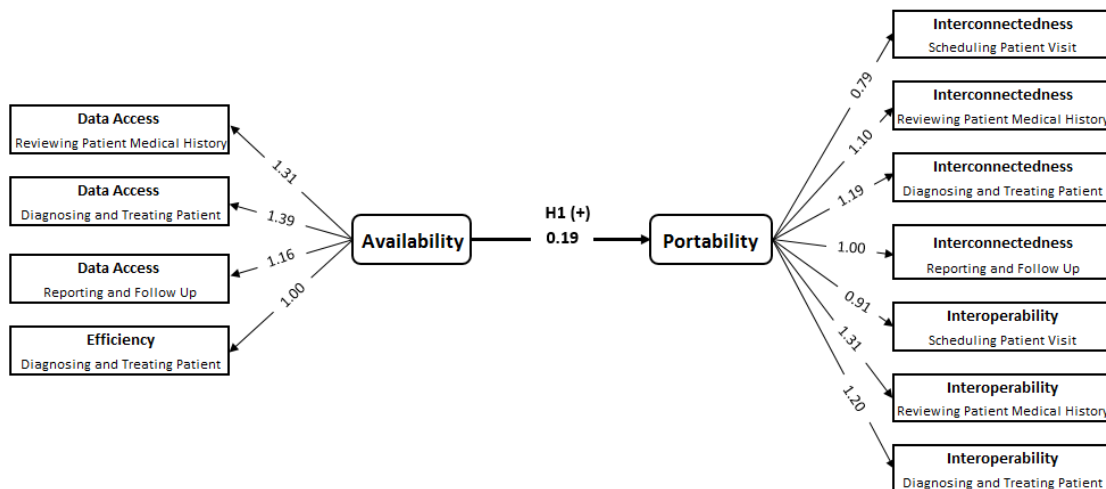 Data Access
Reviewing Patient Medical History
Data Access
Diagnosing and Treating Patient
Data Access
Reporting and Follow Up
Efficiency
Diagnosing and Treating Patient
1.31
1.39
1.16
1.00
Availability
H1 (+)
0.19
Portability
0.79
1.10
1.19
1.00
0.91
1.31
1.20
Interconnectedness
Scheduling Patient Visit
Interconnectedness
Reviewing Patient Medical History
Interconnectedness
Diagnosing and Treating Patient
Interconnectedness
Reporting and Follow Up
Interoperability
Scheduling Patient Visit
Interoperability
Reviewing Patient Medical History
Interoperability
Diagnosing and Treating Patient